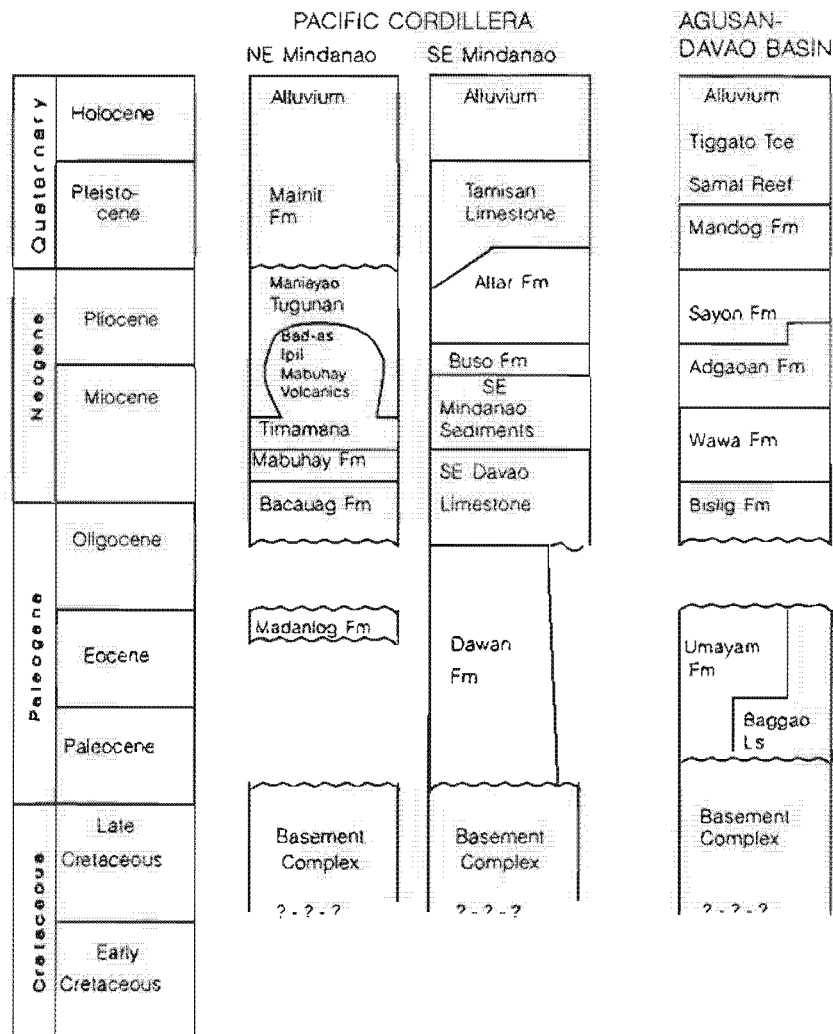 PACIFIC CORDILLERA
AGUSAN-
DAVAO BASIN
NE Mindanao
SE Mindanao
Quaternary
Holocene
Pleisto-
cene
Neogene
Pliocene
Miocene
Paleogene
Oligocene
Eocene
Paleocene
Cretaceous
Late
Cretaceous
Early
Cretaceous
Alluvium
Mainit
Fm
Maniayao
Tugunan
Bad-as
Ipil
Mabuhay
Volcanics
Timamana
Mabuhay Fm
Bacauag Fm
Madanlog Fm
Basement
Complex
? - ? - ?
Alluvium
Tamisan
Limestone
Allar Fm
Buso Fm
SE
Mindanao
Sediments
SE Davao
Limestone
Dawan
Fm
Basement
Complex
? - ? - ?
Alluvium
Tiggato Tce
Samal Reef
Mandog Fm
Sayon Fm
Adgaoan Fm
Wawa Fm
Bislig Fm
Umayam
Fm
Baggao
Ls
Basement
Complex
? - ? - ?